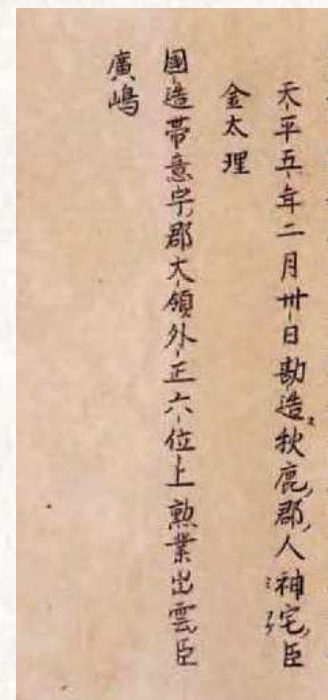 天平五年二月卅日勘造秋鹿郡人神宅臣
金太理
國造帶意宇郡大領外正六位上勲業出雲臣
廣嶋